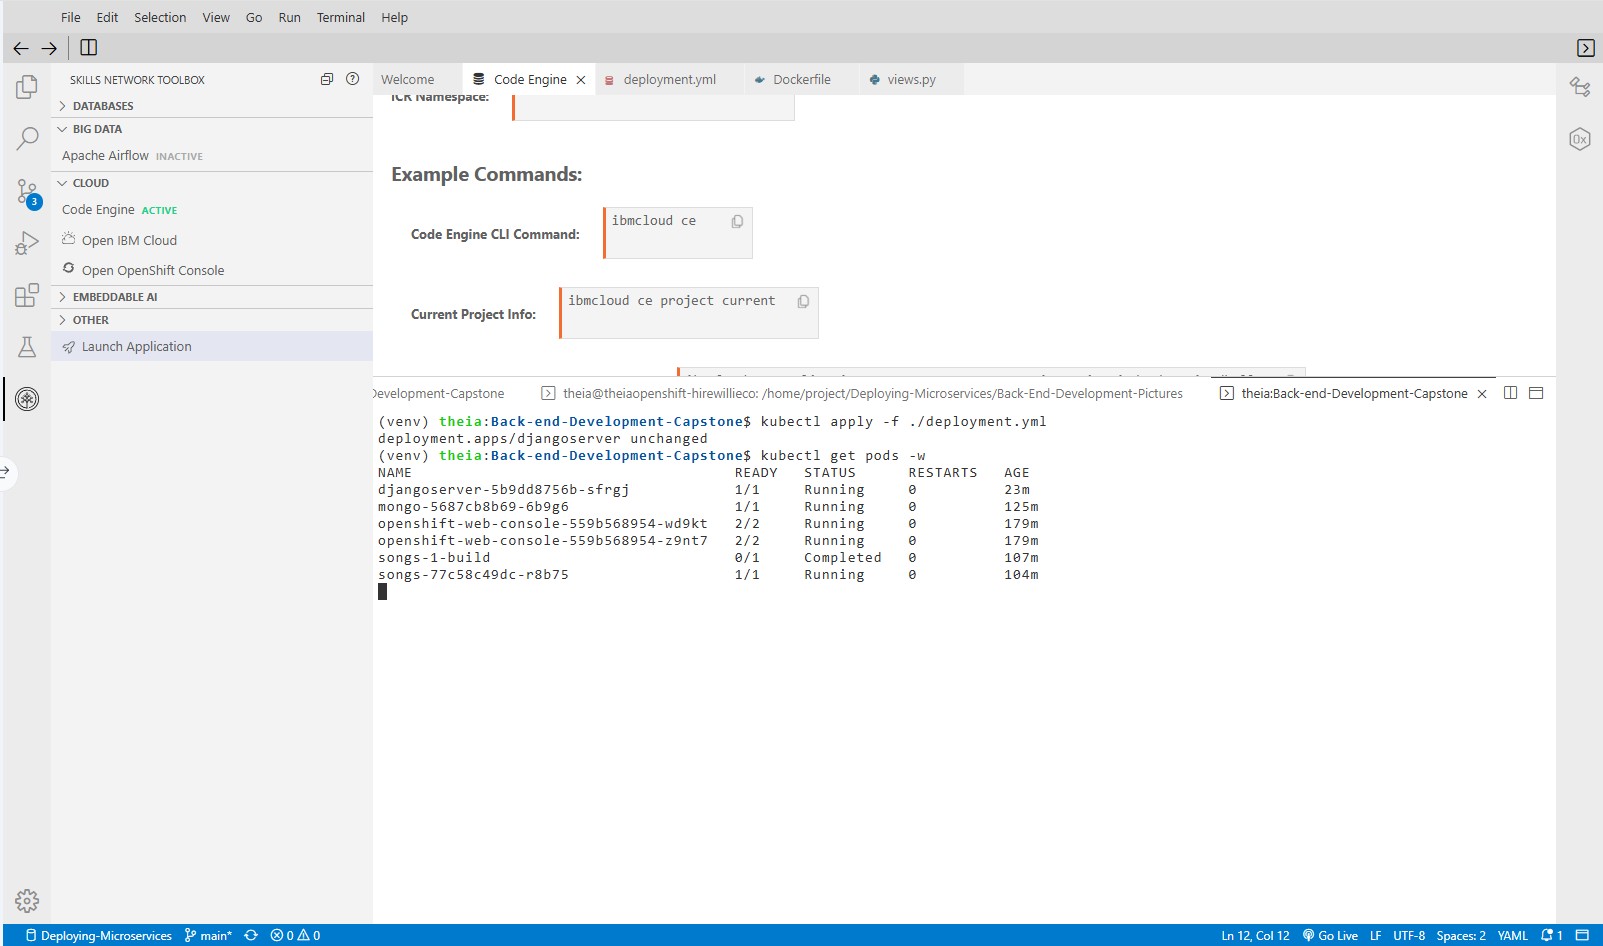 File Edit Selection View Go Run Terminal Help
SKILLS NETWORK TOOLBOX
DATABASES
BIG DATA
Apache Airflow INACTIVE
CLOUD
Code Engine ACTIVE
Open IBM Cloud
Open OpenShift Console
EMBEDDABLE AI
OTHER
Launch Application
3
Welcome Code Engine deployment.yml Dockerfile views.py
ICR Namespace:
Example Commands:
Code Engine CLI Command: ibmcloud ce
Current Project Info: ibmcloud ce project current
0x
Development-Capstone theia@theiaopenshift-hirewillieco: /home/project/Deploying-Microservices/Back-End-Development-Pictures theia:Back-end-Development-Capstone
(venv) theia:Back-end-Development-Capstone$ kubectl apply -f ./deployment.yml
deployment.apps/djangoserver unchanged
(venv) theia:Back-end-Development-Capstone$ kubectl get pods -w
NAME READY STATUS RESTARTS AGE
djangoserver-5b9dd8756b-sfrgj 1/1 Running 0 23m
mongo-5687cb8b69-6b9g6 1/1 Running 0 125m
openshift-web-console-559b568954-wd9kt 2/2 Running 0 179m
openshift-web-console-559b568954-z9nt7 2/2 Running 0 179m
songs-1-build 0/1 Completed 0 107m
songs-77c58c49dc-r8b75 1/1 Running 0 104m
Deploying-Microservices main* 0 0 Ln 12, Col 12 Go Live LF UTF-8 Spaces: 2 YAML 1